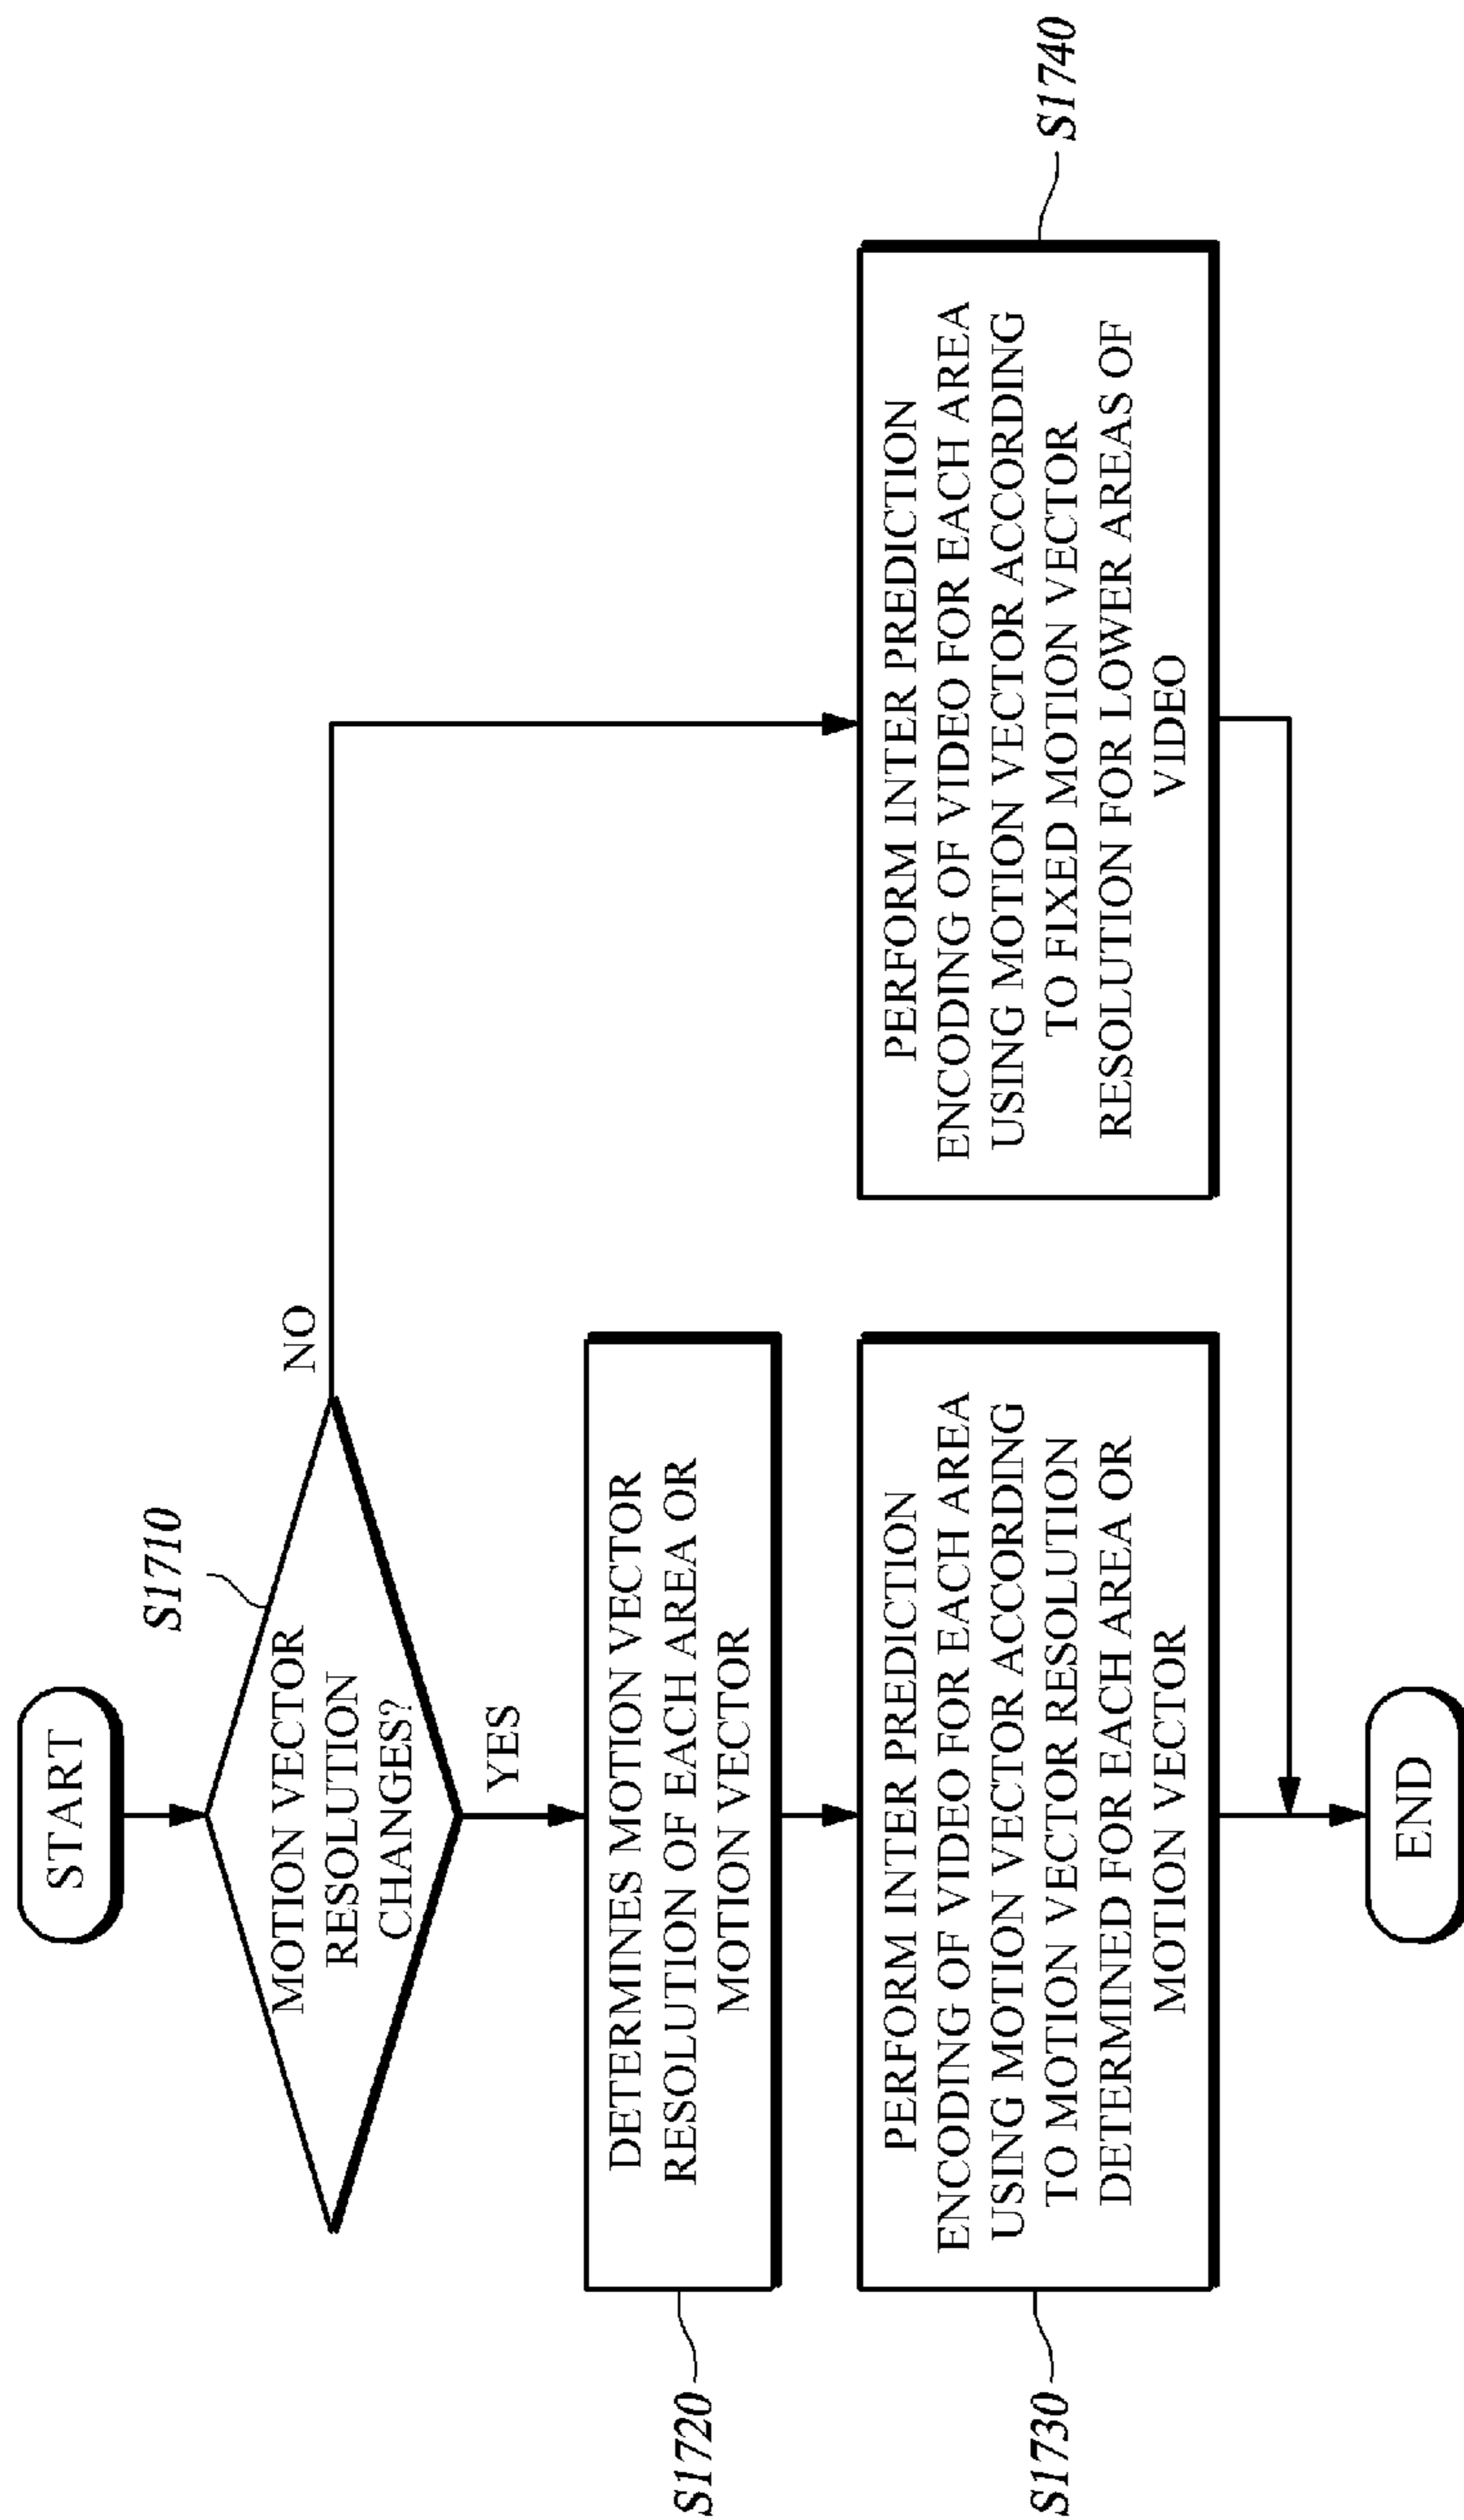 START
S1710
MOTION VECTOR
RESOLUTION
CHANGES?
NO
YES
DETERMINES MOTION VECTOR
RESOLUTION OF EACH AREA OR
MOTION VECTOR
S1720
PERFORM INTER PREDICTION
ENCODING OF VIDEO FOR EACH AREA
USING MOTION VECTOR ACCORDING
TO MOTION VECTOR RESOLUTION
DETERMINED FOR EACH AREA OR
MOTION VECTOR
S1730
PERFORM INTER PREDICTION
ENCODING OF VIDEO FOR EACH AREA
USING MOTION VECTOR ACCORDING
TO FIXED MOTION VECTOR
RESOLUTION FOR LOWER AREAS OF
VIDEO
S1740
END